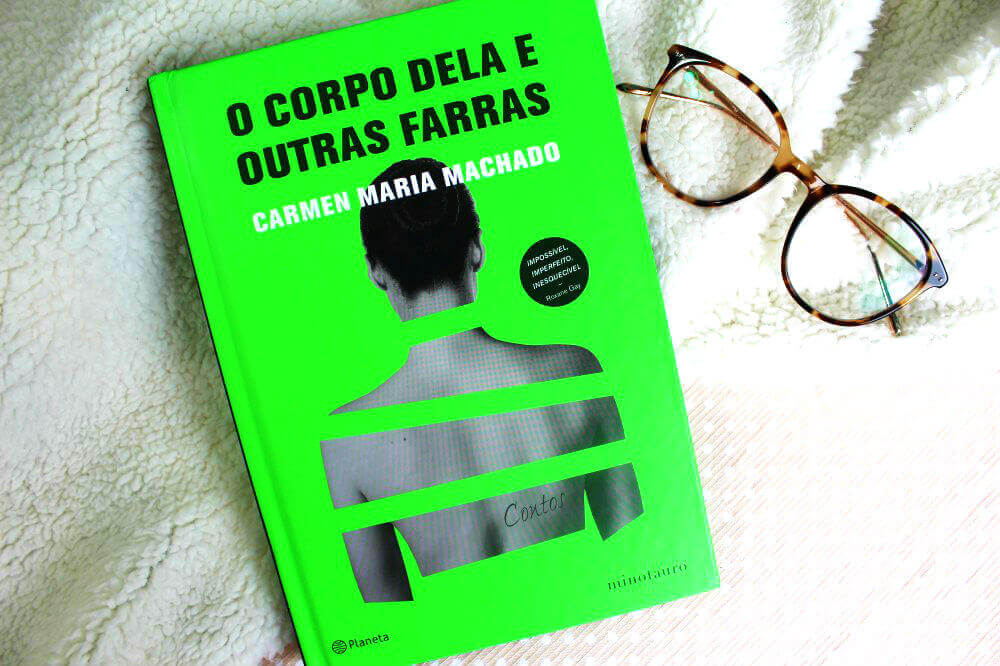 O CORPO DELA E
OUTRAS FARRAS
CARMEN MARIA MACHADO
IMPOSSÍVEL,
IMPERFEITO,
INESQUECÍVEL
–
Roxane Gay
Contos
minotauro
Planeta